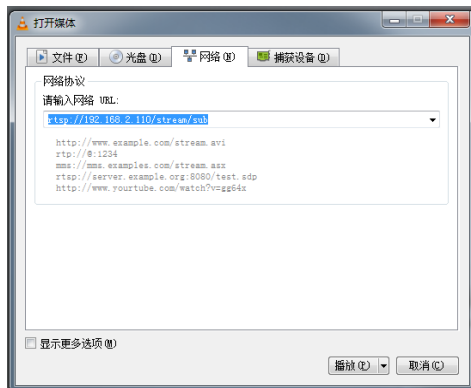 打开媒体
文件(F) 光盘(D) 网络(N) 捕获设备(D)
网络协议
请输入网络 URL:
rtsp://192.168.2.110/stream/sub
http://www.example.com/stream.avi
rtp://@:1234
mms://mms.examples.com/stream.asx
rtsp://server.example.org:8080/test.sdp
http://www.yourtube.com/watch?v=gg64x
显示更多选项(M)
播放(P) 取消(C)